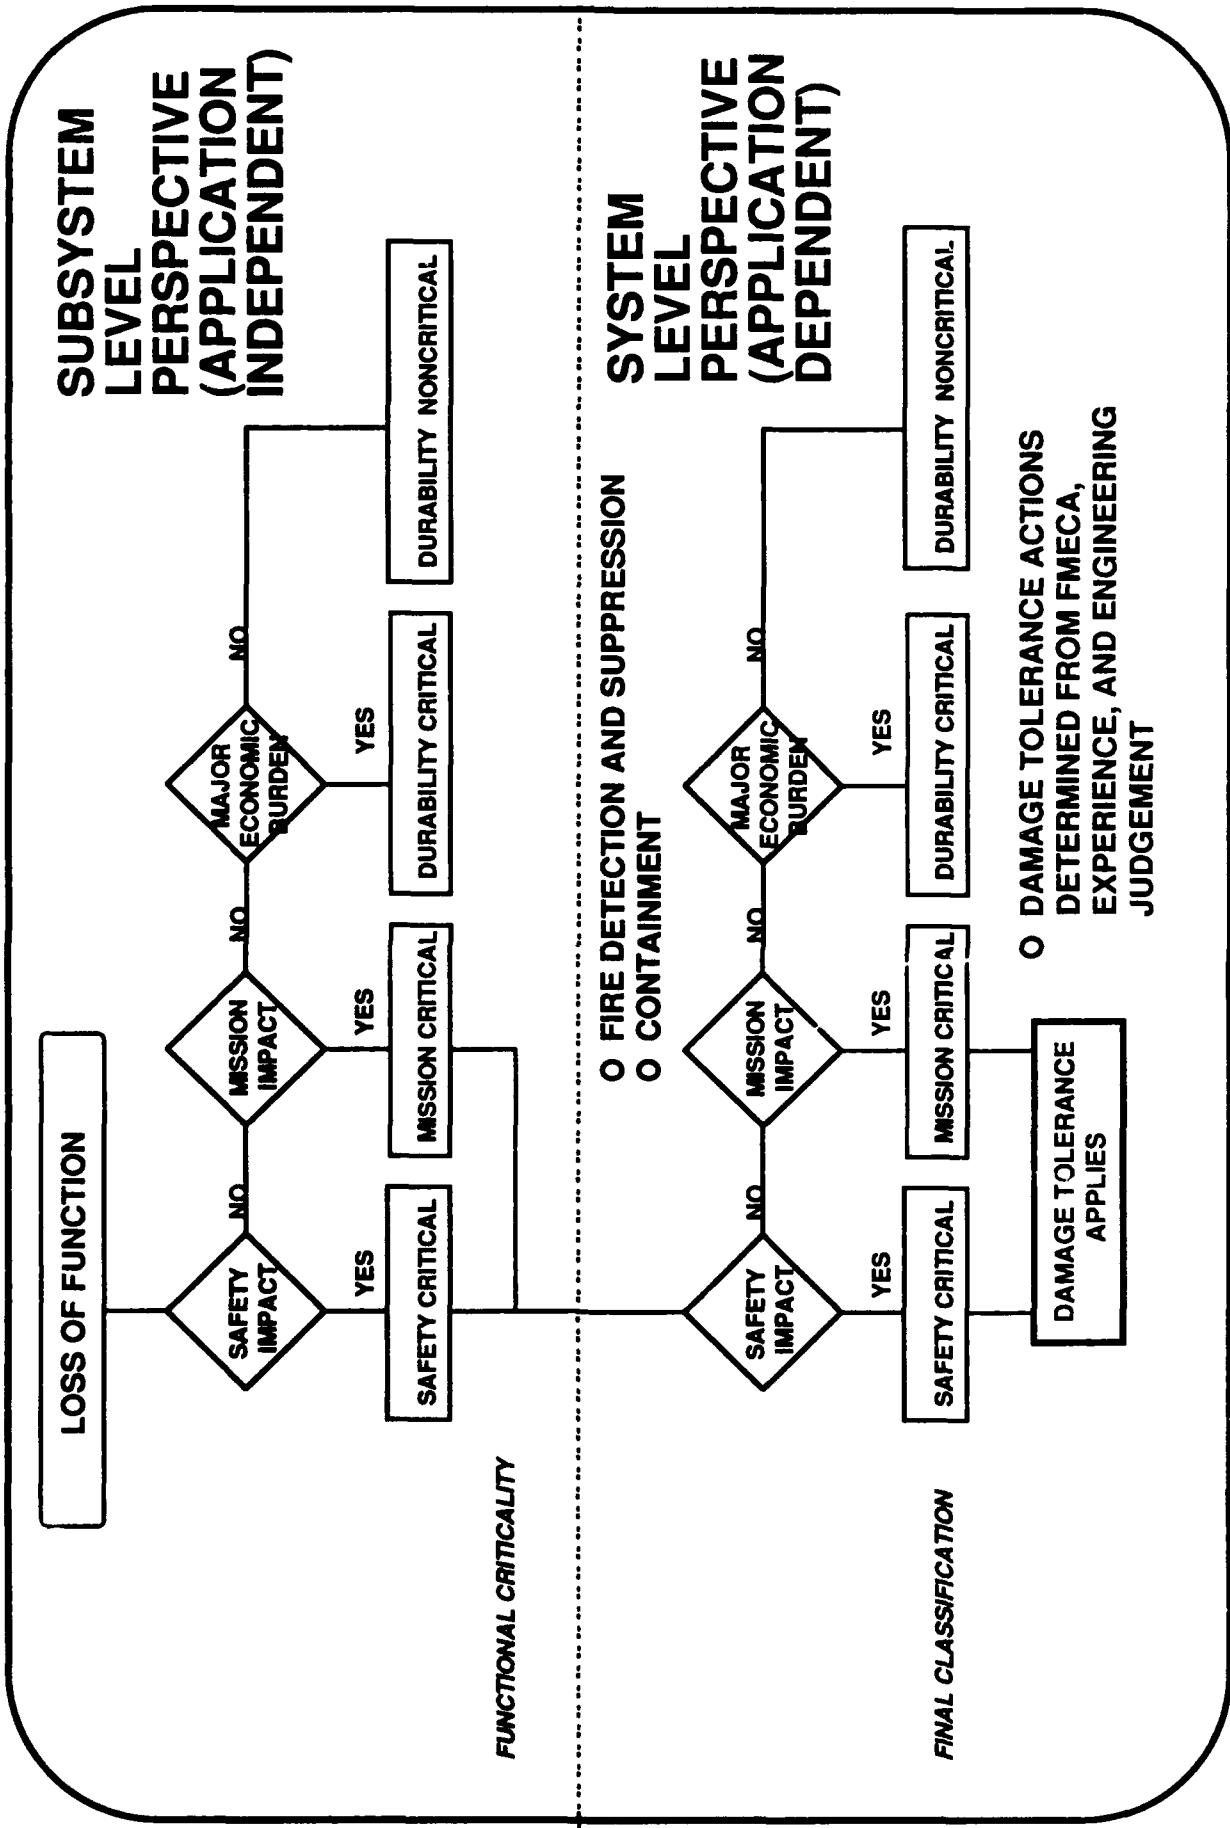 SUBSYSTEM
LEVEL
PERSPECTIVE
(APPLICATION
INDEPENDENT)
LOSS OF FUNCTION
SAFETY
IMPACT
NO
MISSION
IMPACT
NO
MAJOR
ECONOMIC
BURDEN
NO
YES
YES
YES
SAFETY CRITICAL
MISSION CRITICAL
DURABILITY CRITICAL
DURABILITY NONCRITICAL
FUNCTIONAL CRITICALITY
O FIRE DETECTION AND SUPPRESSION
O CONTAINMENT
SYSTEM
LEVEL
PERSPECTIVE
(APPLICATION
DEPENDENT)
SAFETY
IMPACT
NO
MISSION
IMPACT
NO
MAJOR
ECONOMIC
BURDEN
NO
YES
YES
YES
SAFETY CRITICAL
MISSION CRITICAL
DURABILITY CRITICAL
DURABILITY NONCRITICAL
FINAL CLASSIFICATION
DAMAGE TOLERANCE
APPLIES
O DAMAGE TOLERANCE ACTIONS
DETERMINED FROM FMECA,
EXPERIENCE, AND ENGINEERING
JUDGEMENT